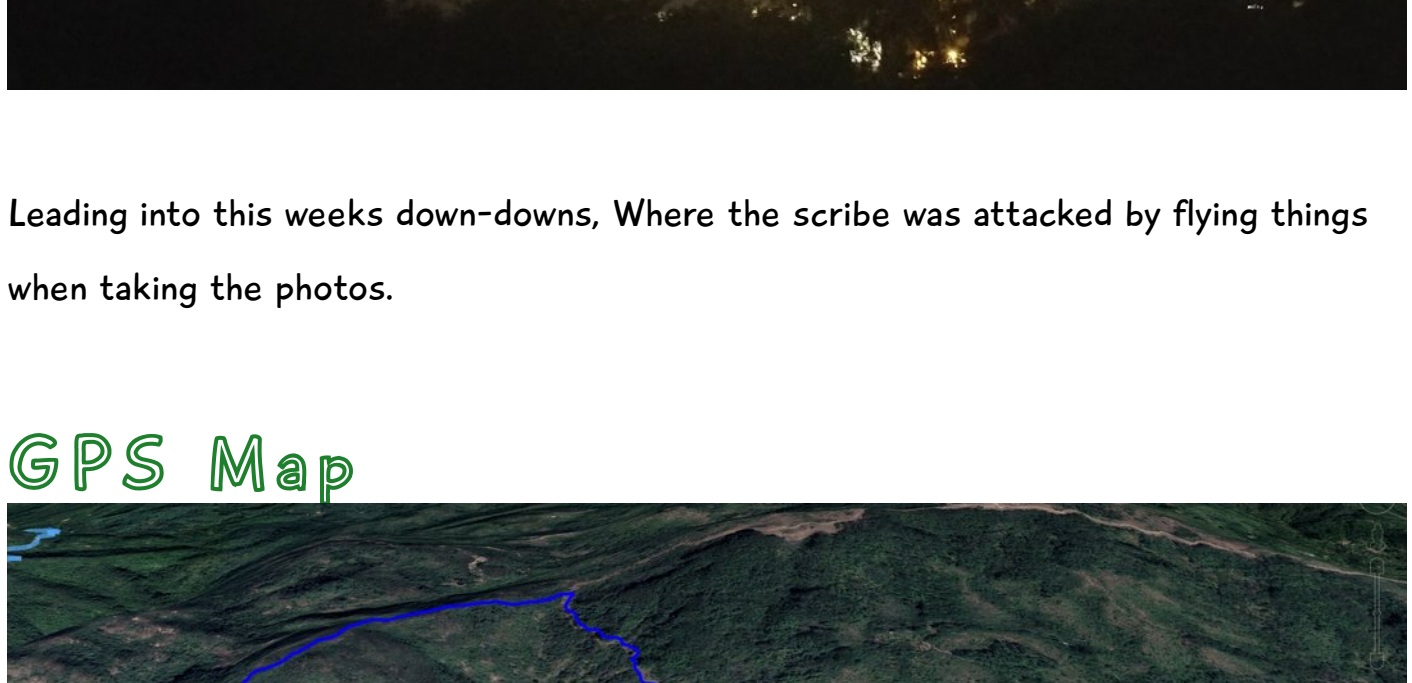 Leading into this weeks down-downs, Where the scribe was attacked by flying things
when taking the photos.
GPS Map